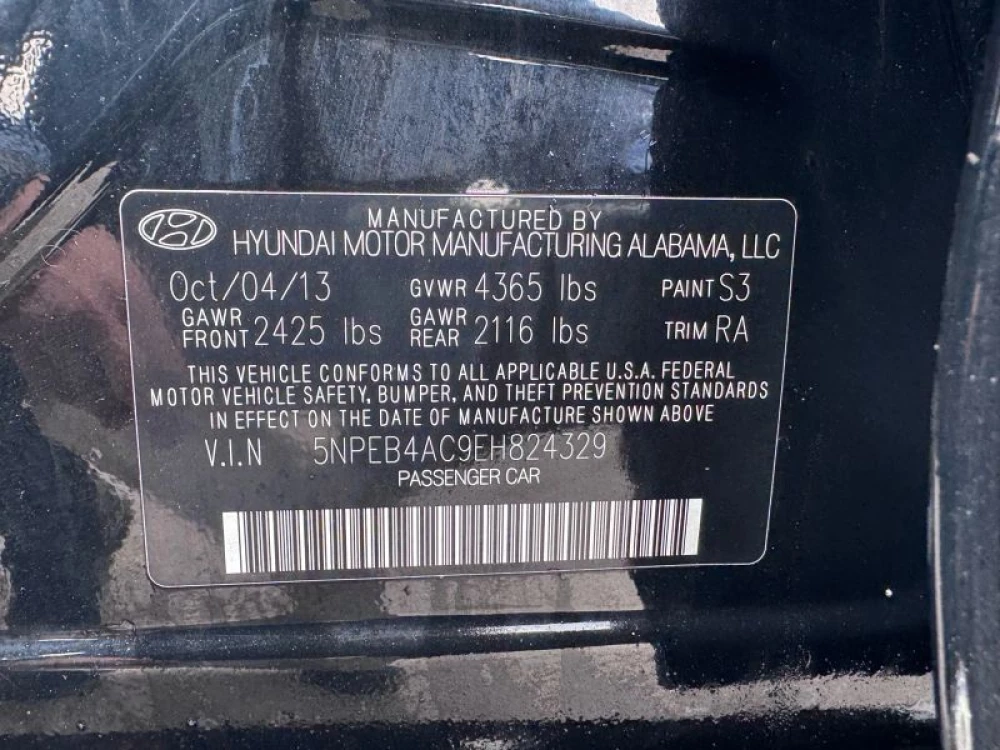 MANUFACTURED BY
HYUNDAI MOTOR MANUFACTURING ALABAMA, LLC
Oct/04/13 GVWR 4365 lbs PAINT S3
GAWR FRONT 2425 lbs GAWR REAR 2116 lbs TRIM RA
THIS VEHICLE CONFORMS TO ALL APPLICABLE U.S.A. FEDERAL
MOTOR VEHICLE SAFETY, BUMPER, AND THEFT PREVENTION STANDARDS
IN EFFECT ON THE DATE OF MANUFACTURE SHOWN ABOVE
V.I.N 5NPEB4AC9EH824329
PASSENGER CAR